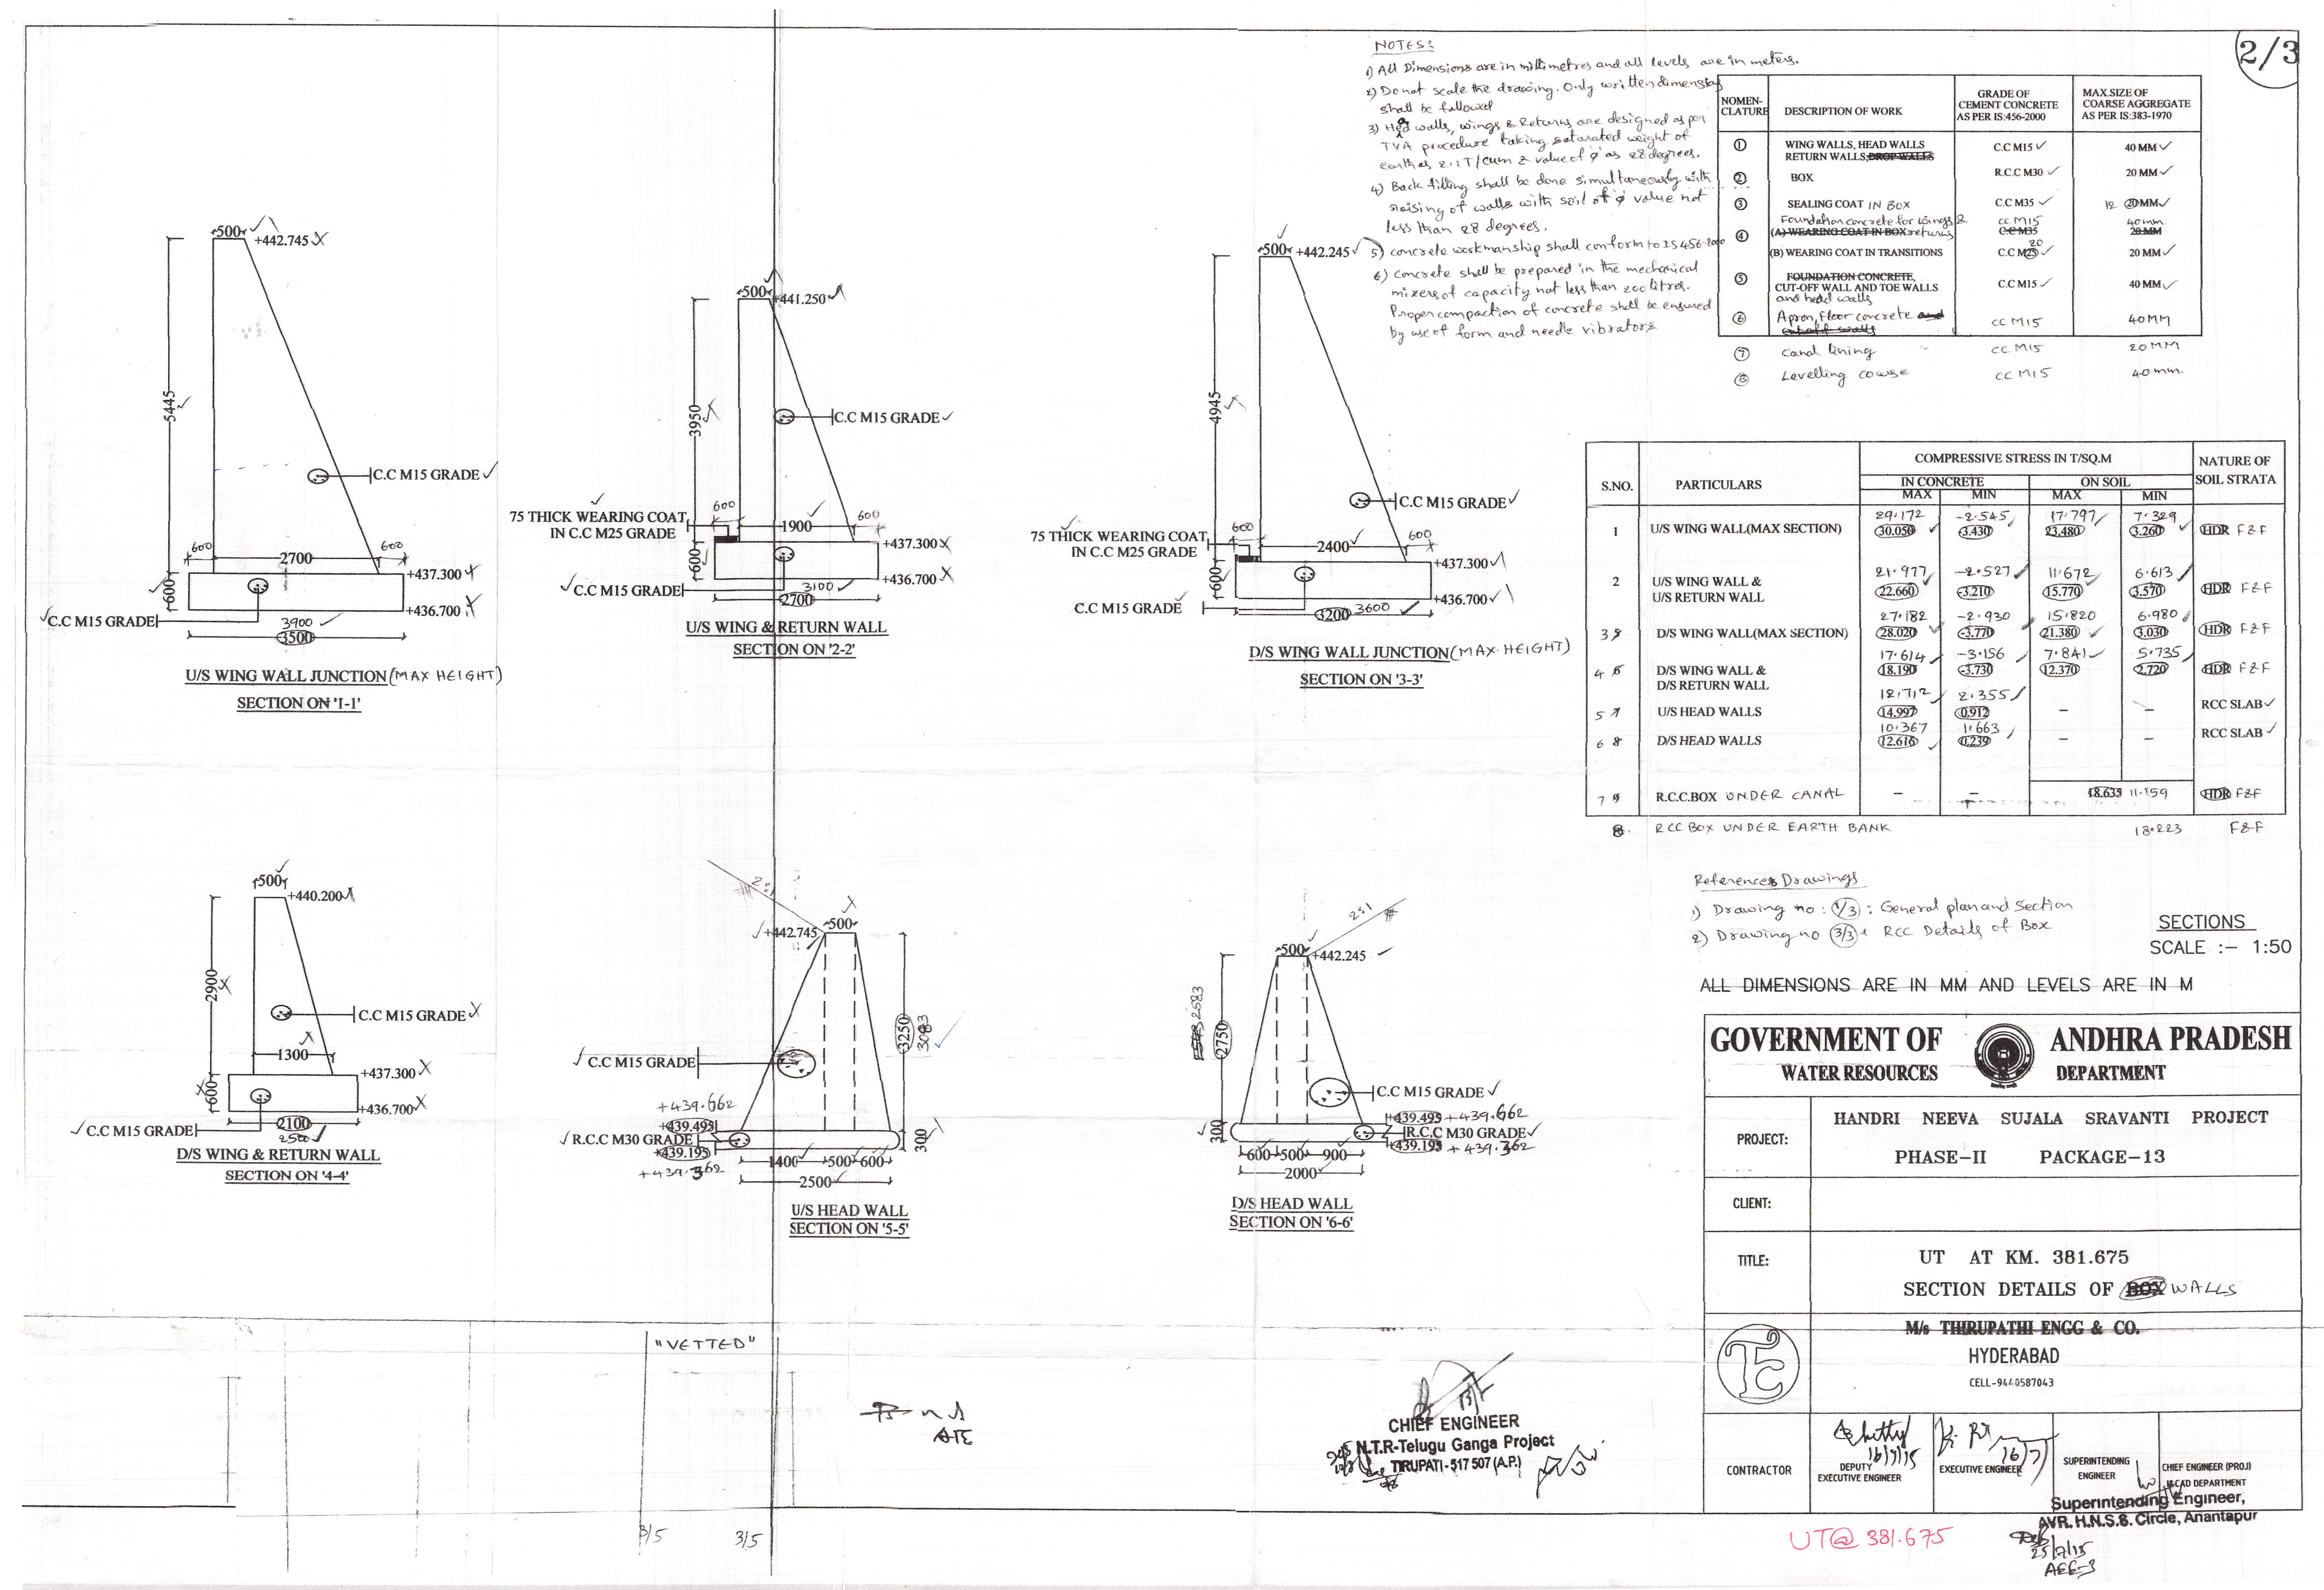 2/3
NOTES:
1) All Dimensions are in millimetres and all levels are in meters.
2) Do not scale the drawing. Only written dimensions
shall be followed
3) Head walls, wings & Returns are designed as per
TVA procedure taking saturated weight of
earth as 2.1T/cum & value of φ as 28 degrees.
4) Back filling shall be done simultaneously with
raising of walls with soil of φ value not
less than 28 degrees.
5) concrete workmanship shall conform to IS 456-2000
6) Concrete shall be prepared in the mechanical
mixers of capacity not less than 200 litres.
Proper compaction of concrete shall be ensured
by use of form and needle vibrators
NOMEN-CLATURE DESCRIPTION OF WORK GRADE OF CEMENT CONCRETE AS PER IS:456-2000 MAX.SIZE OF COARSE AGGREGATE AS PER IS:383-1970
1 WING WALLS, HEAD WALLS RETURN WALLS, DROP WALLS C.C M15 40 MM
2 BOX R.C.C M30 20 MM
3 SEALING COAT IN BOX C.C M35 12 20 MM
Foundation concrete for wings & returns CC M15 40mm
4 (A) WEARING COAT IN BOX C.C M35 20 MM
(B) WEARING COAT IN TRANSITIONS C.C M25 20 20 MM
5 FOUNDATION CONCRETE, CUT-OFF WALL AND TOE WALLS and head walls C.C M15 40 MM
6 Apron, Floor concrete and cutoff walls CC M15 40MM
7 Canal lining CC M15 20MM
8 Levelling course CC M15 40mm.
500
+442.745
5445
C.C M15 GRADE
600 2700 600
+437.300
600
+436.700
C.C M15 GRADE
3900
3500
U/S WING WALL JUNCTION (MAX HEIGHT)
SECTION ON '1-1'
500
+441.250
3950
C.C M15 GRADE
75 THICK WEARING COAT
IN C.C M25 GRADE
600 1900 600
+437.300
600
+436.700
C.C M15 GRADE
3100
2700
U/S WING & RETURN WALL
SECTION ON '2-2'
500
+442.245
4945
C.C M15 GRADE
75 THICK WEARING COAT
IN C.C M25 GRADE
600 2400 600
+437.300
600
+436.700
C.C M15 GRADE
3200 3600
D/S WING WALL JUNCTION (MAX.HEIGHT)
SECTION ON '3-3'
S.NO. PARTICULARS COMPRESSIVE STRESS IN T/SQ.M NATURE OF SOIL STRATA
IN CONCRETE ON SOIL
MAX MIN MAX MIN
29.172 -2.545 17.797 7.329
1 U/S WING WALL(MAX SECTION) 30.050 -3.430 23.480 3.260 HDR F&F
21.977 -2.527 11.672 6.613
2 U/S WING WALL & U/S RETURN WALL 22.660 -3.210 15.770 3.570 HDR F&F
27.182 -2.930 15.820 6.980
3 5 D/S WING WALL(MAX SECTION) 28.020 -3.770 21.380 3.030 HDR F&F
17.614 -3.156 7.841 5.735
4 6 D/S WING WALL & D/S RETURN WALL 18.190 -3.730 12.370 2.720 HDR F&F
12.712 2.355
5 7 U/S HEAD WALLS 14.997 0.912 – – RCC SLAB
10.367 1.663
6 8 D/S HEAD WALLS 12.616 0.239 – – RCC SLAB
7 9 R.C.C.BOX UNDER CANAL – – 18.635 11.159 HDR F&F
8. RCC BOX UNDER EARTH BANK 18.223 F&F
500
+440.200
2900
C.C M15 GRADE
1300
+437.300
600
+436.700
C.C M15 GRADE
2100
2500
D/S WING & RETURN WALL
SECTION ON '4-4'
2:1
500
+442.745
3250
3083
C.C M15 GRADE
+439.662
+439.495
R.C.C M30 GRADE
+439.195
+439.362
300
1400 500 600
2500
U/S HEAD WALL
SECTION ON '5-5'
2:1
500
+442.245
2583
2750
C.C M15 GRADE
+439.495 +439.662
R.C.C M30 GRADE
+439.195 +439.362
300
600 500 900
2000
D/S HEAD WALL
SECTION ON '6-6'
References Drawings
1) Drawing no: 1/3 : General plan and Section
2) Drawing no 3/3 : RCC Details of Box
SECTIONS
SCALE :- 1:50
ALL DIMENSIONS ARE IN MM AND LEVELS ARE IN M
GOVERNMENT OF ANDHRA PRADESH
WATER RESOURCES DEPARTMENT
PROJECT: HANDRI NEEVA SUJALA SRAVANTI PROJECT
PHASE-II PACKAGE-13
CLIENT:
TITLE: UT AT KM. 381.675
SECTION DETAILS OF BOX WALLS
M/s THIRUPATHI ENGG & CO.
HYDERABAD
CELL-9440587043
CONTRACTOR
16/7/15
DEPUTY EXECUTIVE ENGINEER
16/7
EXECUTIVE ENGINEER
SUPERINTENDING ENGINEER
CHIEF ENGINEER (PROJ)
I&CAD DEPARTMENT
Superintending Engineer,
AVR. H.N.S.S. Circle, Anantapur
25/7/15
AEE-3
"VETTED"
CHIEF ENGINEER
N.T.R-Telugu Ganga Project
TIRUPATI-517 507 (A.P.)
3/5
3/5
UT@ 381.675